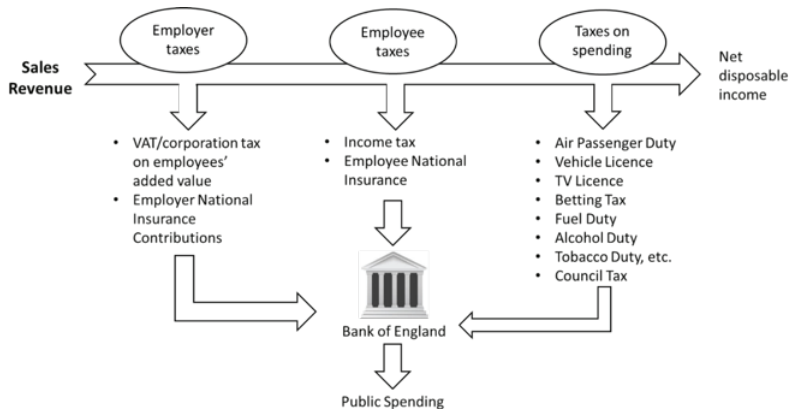 Employer
taxes
Employee
taxes
Taxes on
spending
Sales
Revenue
Net
disposable
income
• VAT/corporation tax
on employees'
added value
• Employer National
Insurance
Contributions
• Income tax
• Employee National
Insurance
• Air Passenger Duty
• Vehicle Licence
• TV Licence
• Betting Tax
• Fuel Duty
• Alcohol Duty
• Tobacco Duty, etc.
• Council Tax
Bank of England
Public Spending